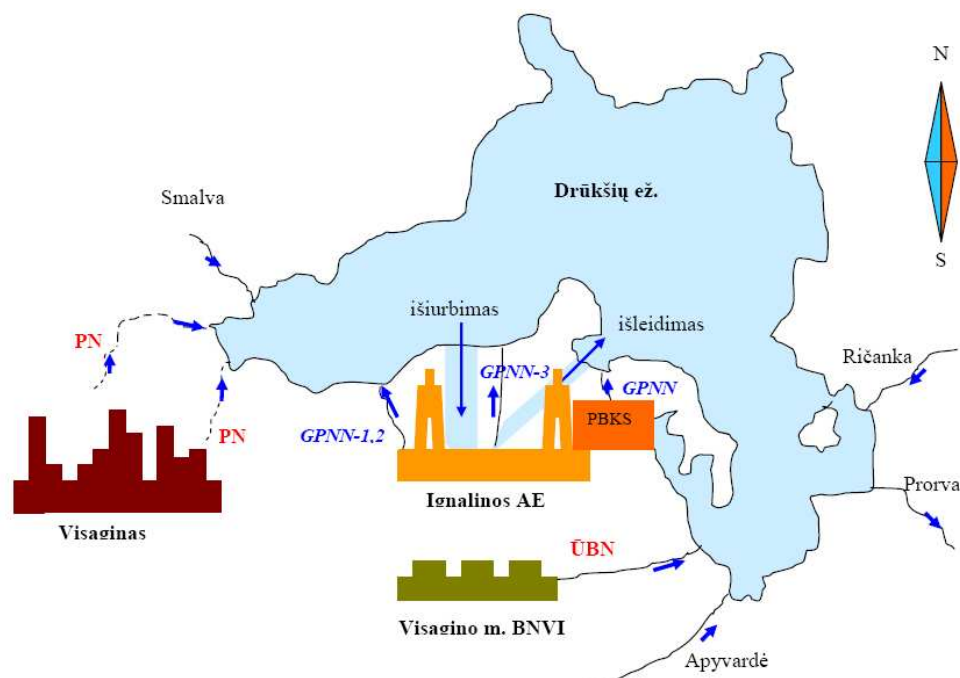 N
Drūkšių ež.
Smalva
S
išiurbimas
išleidimas
PN
Ričanka
GPNN-3
GPNN
PBKS
PN
GPNN-1,2
Prorva
Ignalinos AE
Visaginas
ŪBN
Visagino m. BNVI
Apyvardė